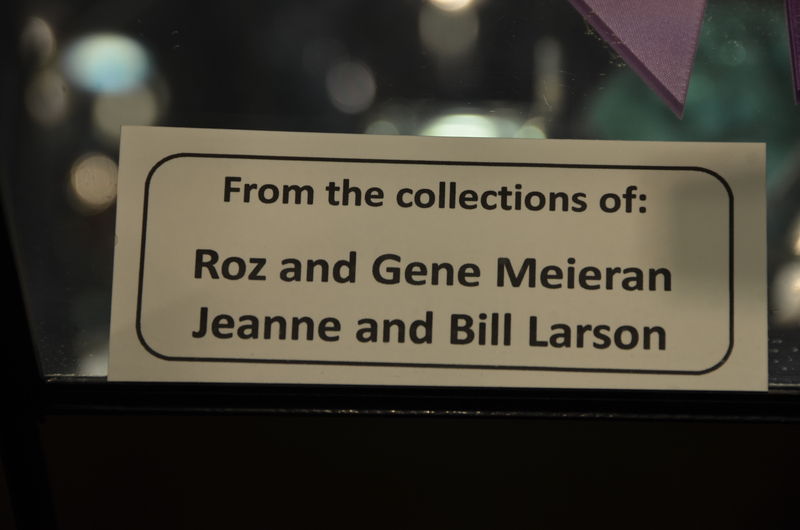 From the collections of:
Roz and Gene Meieran
Jeanne and Bill Larson